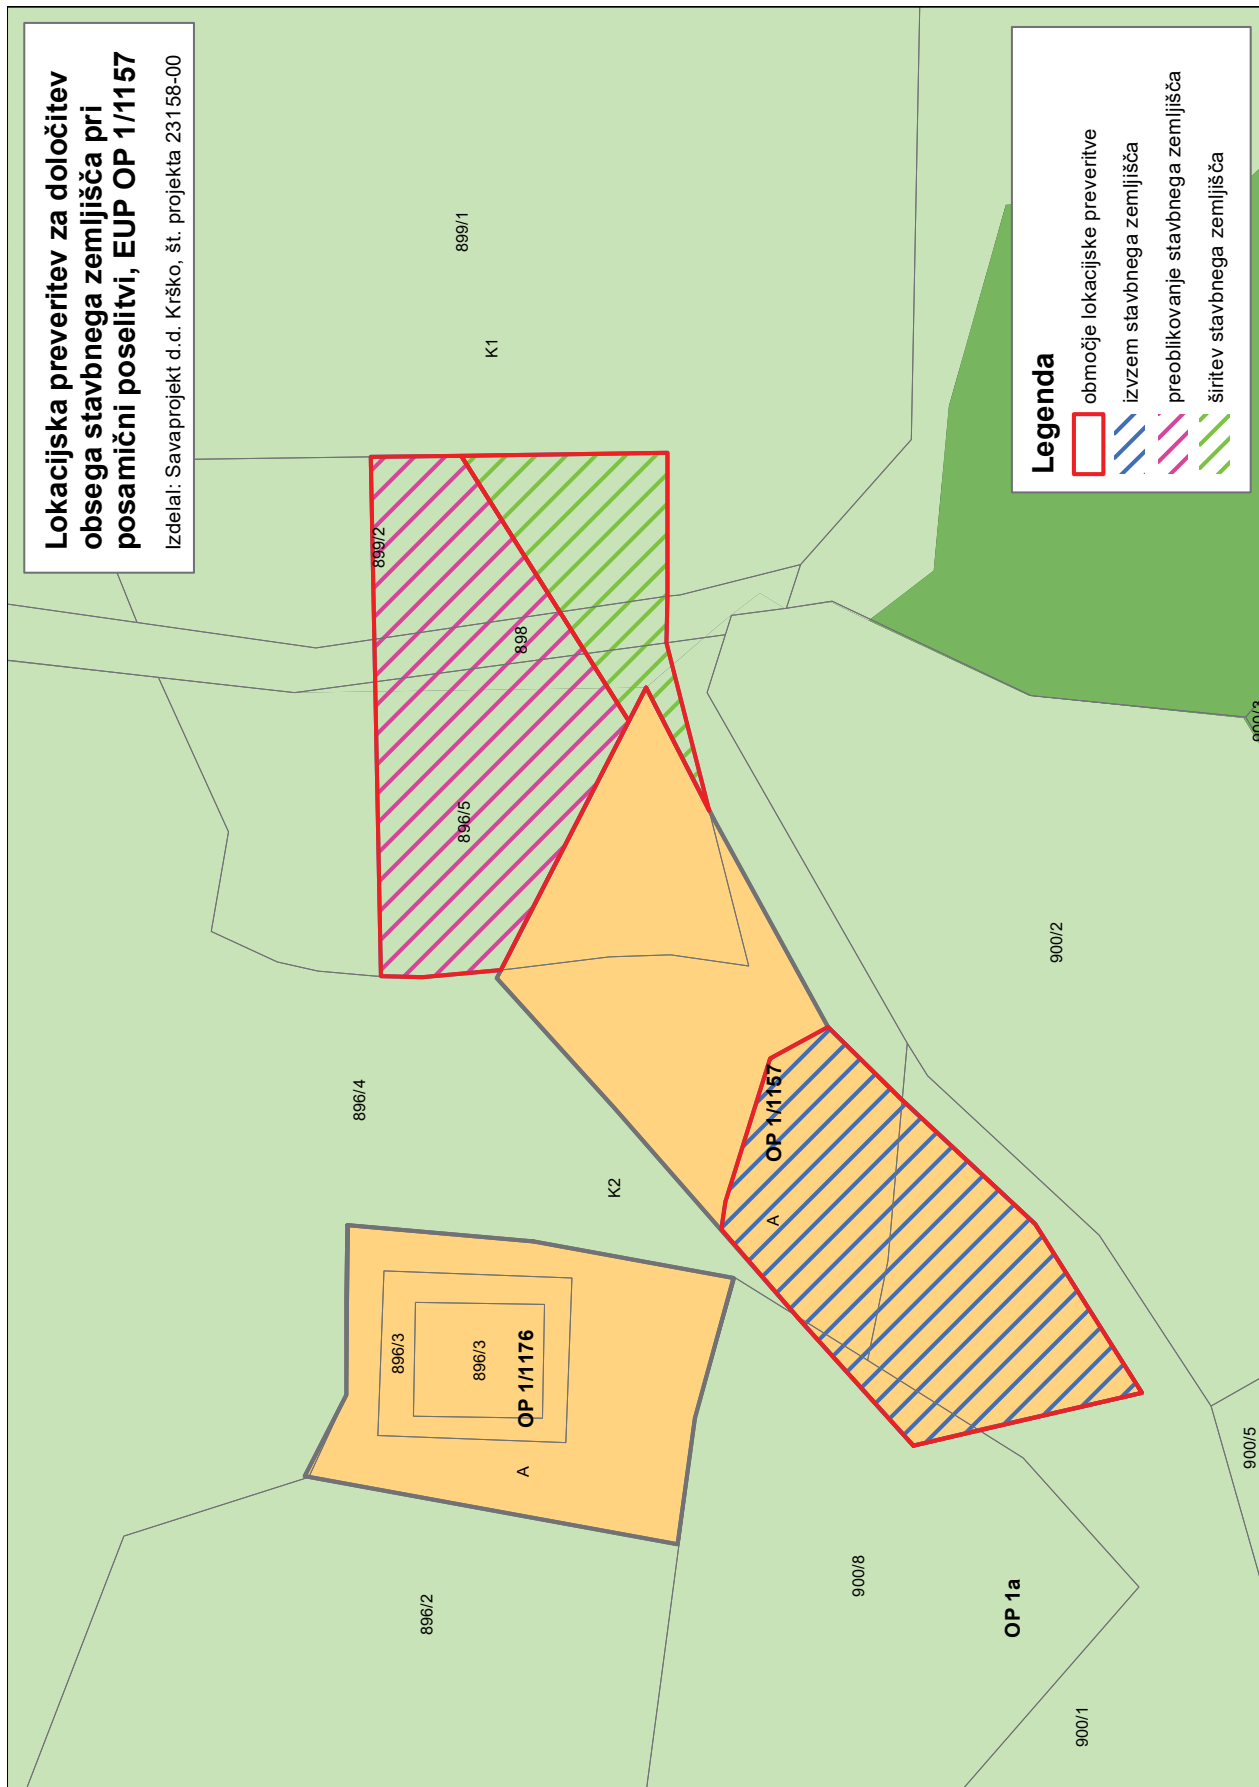 Lokacijska preveritev za določitev
obsega stavbnega zemljišča pri
posamični poselitvi, EUP OP 1/1157
Izdelal: Savaprojekt d.d. Krško, št. projekta 23158-00
899/1
K1
899/2
898
896/5
896/4
K2
OP 1/1157
A
896/3
896/3
OP 1/1176
A
896/2
900/8
OP 1a
900/1
900/2
900/3
900/5
Legenda
območje lokacijske preveritve
izvzem stavbnega zemljišča
preoblikovanje stavbnega zemljišča
širitev stavbnega zemljišča